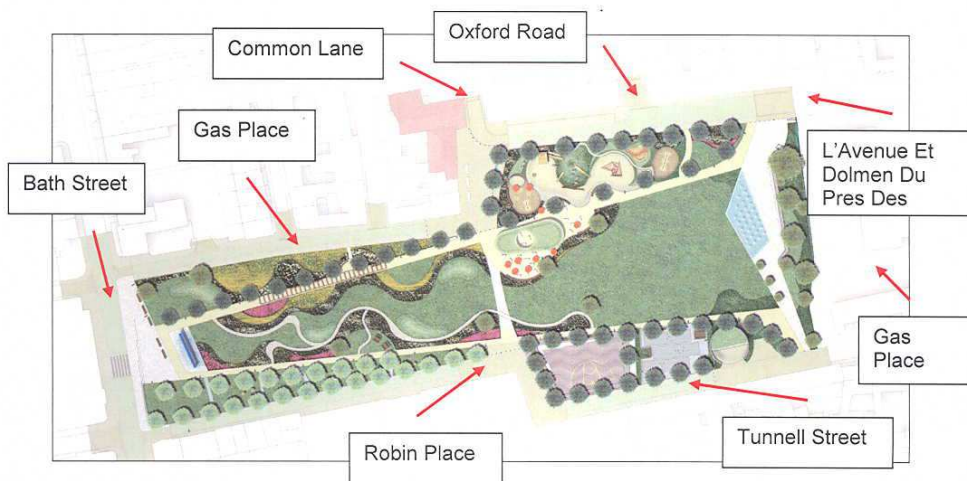 Oxford Road
Common Lane
Gas Place
Bath Street
L'Avenue Et
Dolmen Du
Pres Des
Gas
Place
Tunnell Street
Robin Place